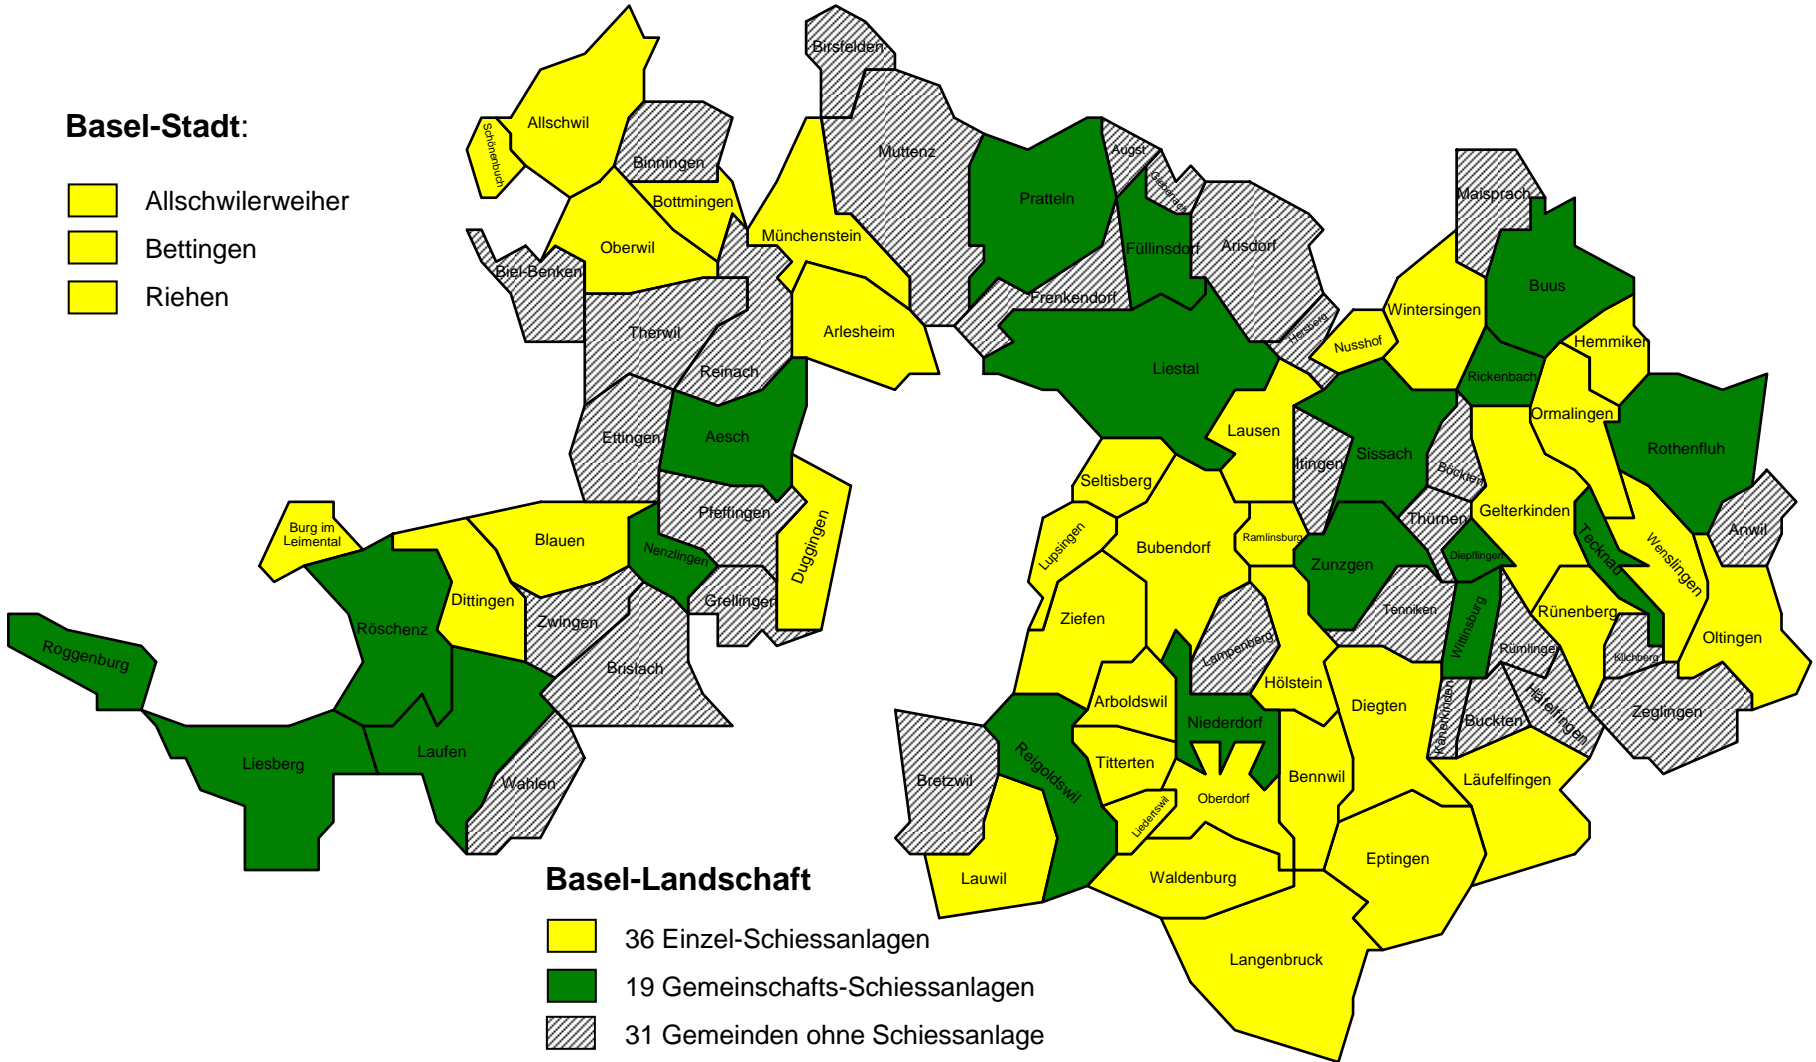 Basel-Stadt:
Allschwilerweiher
Bettingen
Riehen
Birsfelden
Allschwil
Schönenbuch
Binningen
Muttenz
Augst
Giebenach
Maisprach
Bottmingen
Pratteln
Münchenstein
Oberwil
Füllinsdorf
Arisdorf
Biel-Benken
Buus
Frenkendorf
Wintersingen
Therwil
Arlesheim
Hersberg
Nusshof
Hemmiken
Reinach
Liestal
Rickenbach
Ormalingen
Ettingen
Aesch
Lausen
Itingen
Sissach
Böckten
Rothenfluh
Seltisberg
Pfeffingen
Gelterkinden
Thürnen
Burg im
Leimental
Blauen
Nenzlingen
Duggingen
Lupsingen
Bubendorf
Ramlinsburg
Zunzgen
Diepflingen
Tecknau
Wenslingen
Anwil
Dittingen
Grellingen
Zwingen
Ziefen
Tenniken
Wittinsburg
Rünenberg
Röschenz
Roggenburg
Brislach
Lampenberg
Rümlingen
Kilchberg
Oltingen
Hölstein
Arboldswil
Diegten
Känerkinden
Buckten
Häfelfingen
Zeglingen
Niederdorf
Laufen
Liesberg
Wahlen
Bretzwil
Reigoldswil
Titterten
Bennwil
Läufelfingen
Liedertswil
Oberdorf
Eptingen
Lauwil
Waldenburg
Langenbruck
Basel-Landschaft
36 Einzel-Schiessanlagen
19 Gemeinschafts-Schiessanlagen
31 Gemeinden ohne Schiessanlage